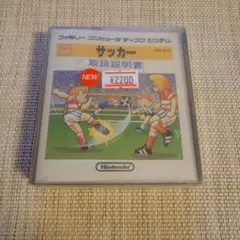 ファミリー コンピュータ ディスク システム
サッカー
NEW
¥2200
取扱説明書
Nintendo